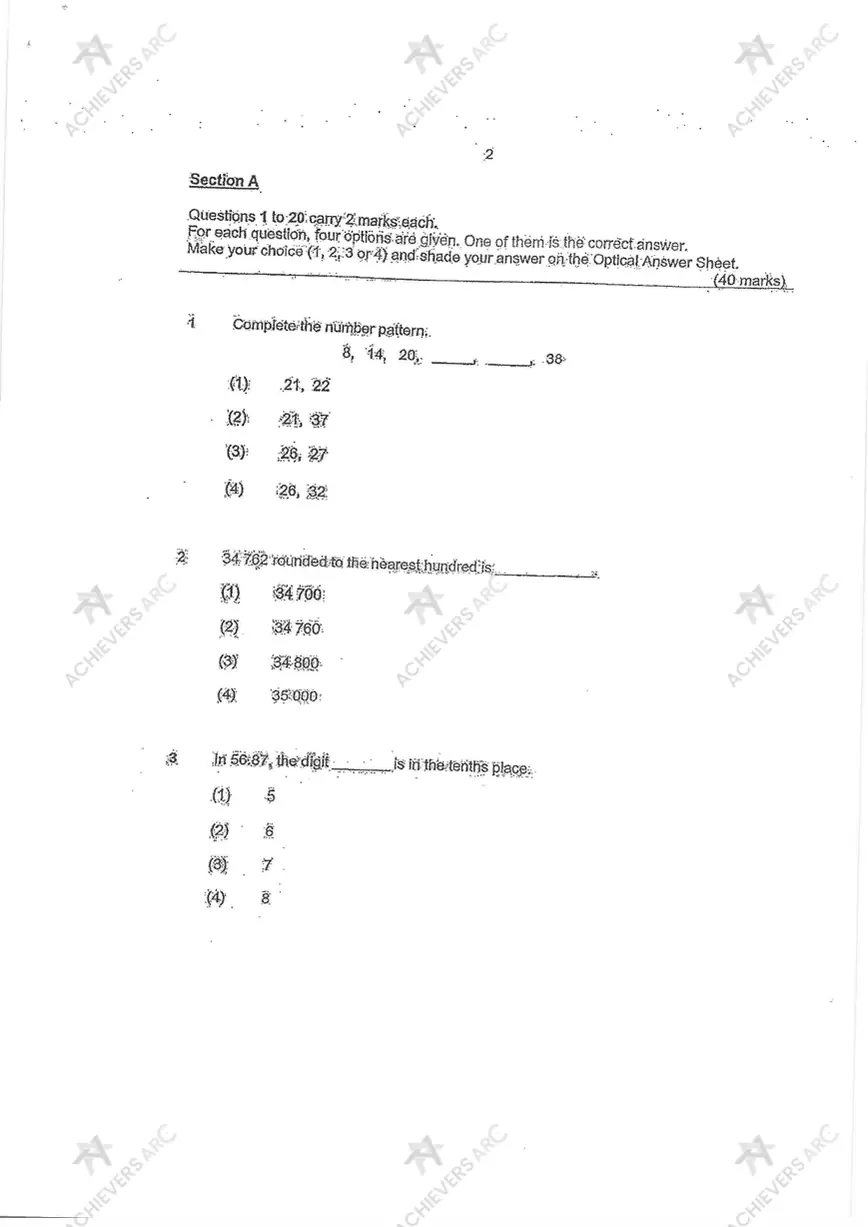 ACHIEVERS ARC
ACHIEVERS ARC
ACHIEVERS ARC
2
Section A
Questions 1 to 20 carry 2 marks each.
For each question, four options are given. One of them is the correct answer.
Make your choice (1, 2, 3 or 4) and shade your answer on the Optical Answer Sheet.
(40 marks)
1 Complete the number pattern.
8, 14, 20, ____, ____, 38
(1) 21, 22
(2) 21, 37
(3) 26, 27
(4) 26, 32
2 34 762 rounded to the nearest hundred is ____.
(1) 34 700
(2) 34 760
(3) 34 800
(4) 35 000
ACHIEVERS ARC
ACHIEVERS ARC
ACHIEVERS ARC
3 In 56.87, the digit ____ is in the tenths place.
(1) 5
(2) 6
(3) 7
(4) 8
ACHIEVERS ARC
ACHIEVERS ARC
ACHIEVERS ARC